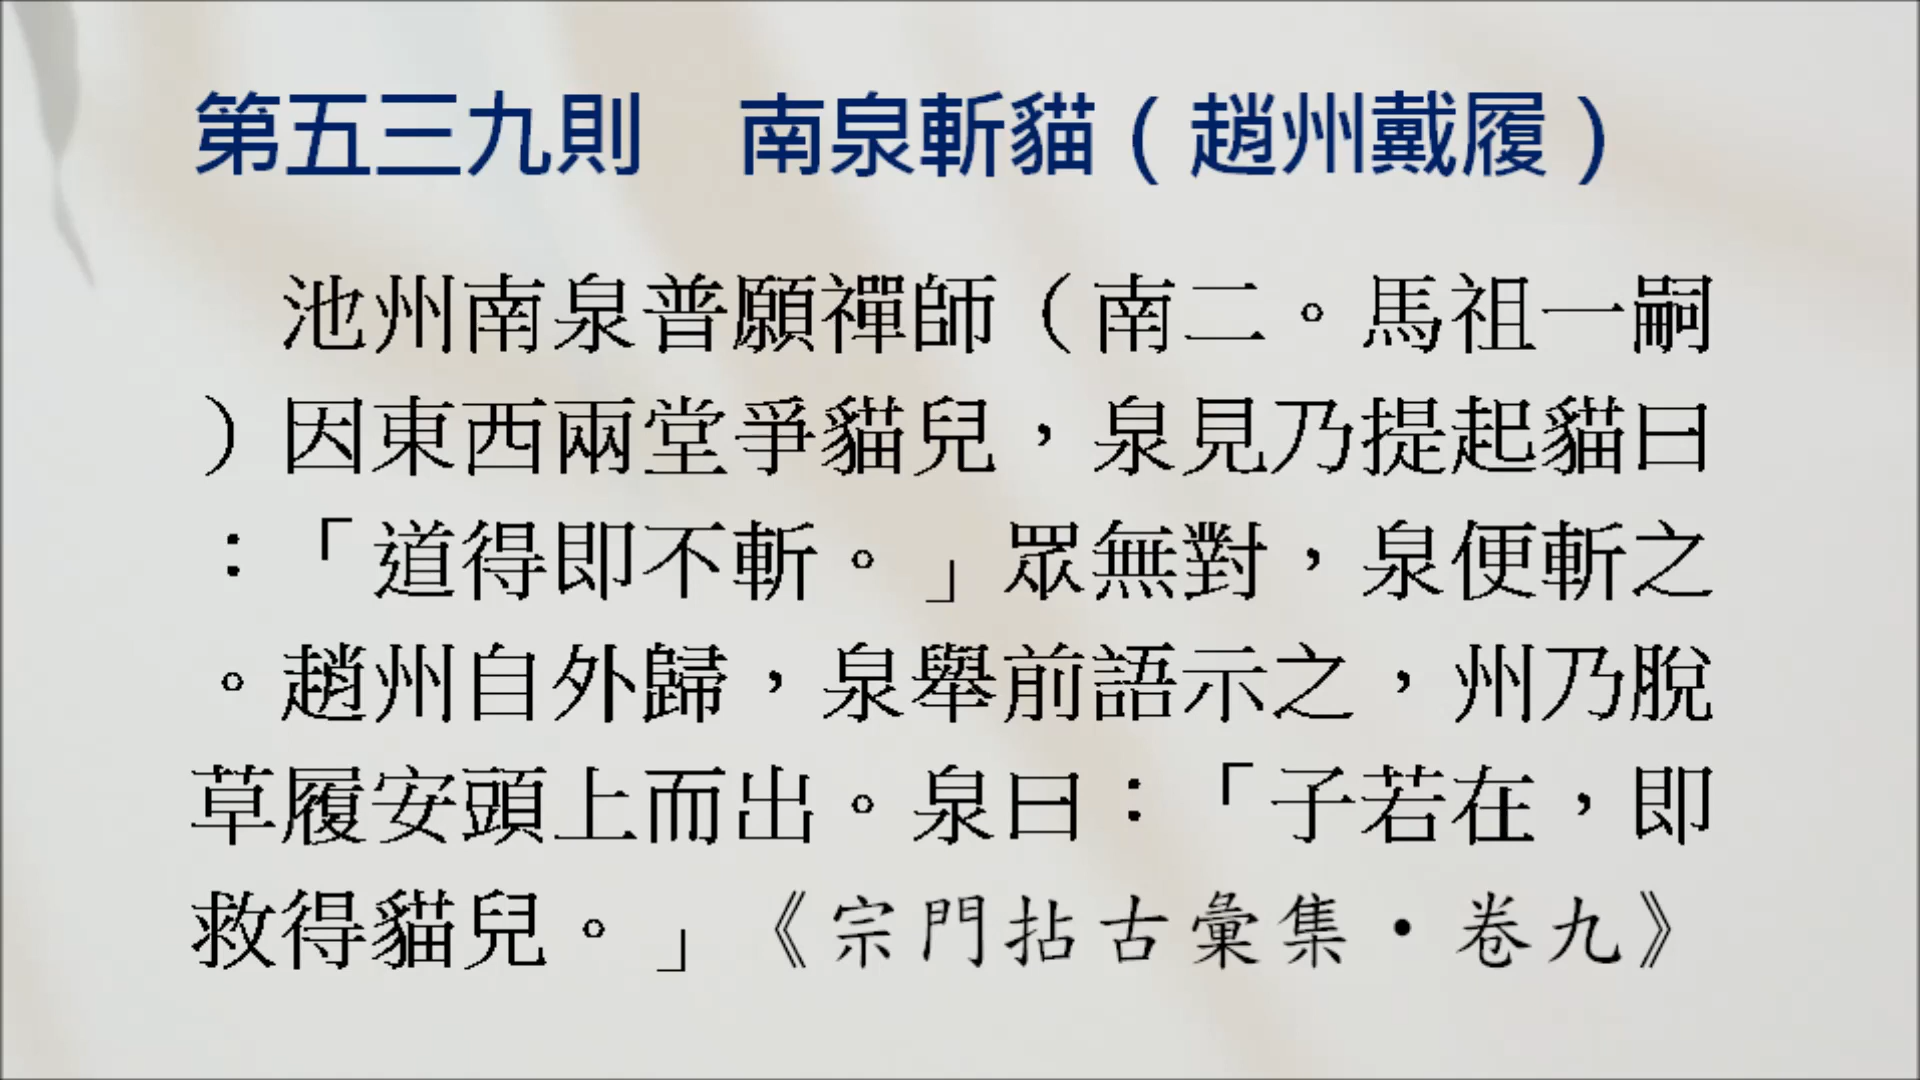 第五三九則　南泉斬貓（趙州戴履）
池州南泉普願禪師（南二。馬祖一嗣
）因東西兩堂爭貓兒，泉見乃提起貓曰
：「道得即不斬。」眾無對，泉便斬之
。趙州自外歸，泉舉前語示之，州乃脫
草履安頭上而出。泉曰：「子若在，即
救得貓兒。」《宗門拈古彙集·卷九》